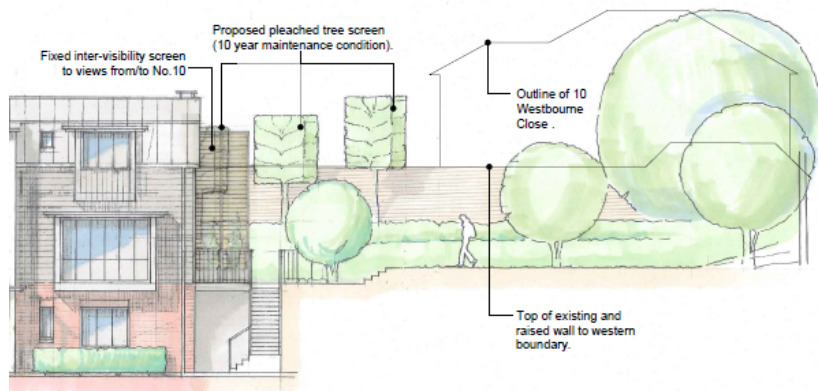 Proposed pleached tree screen
(10 year maintenance condition).
Fixed inter-visibility screen
to views from/to No.10
Outline of 10
Westbourne
Close .
Top of existing and
raised wall to western
boundary.